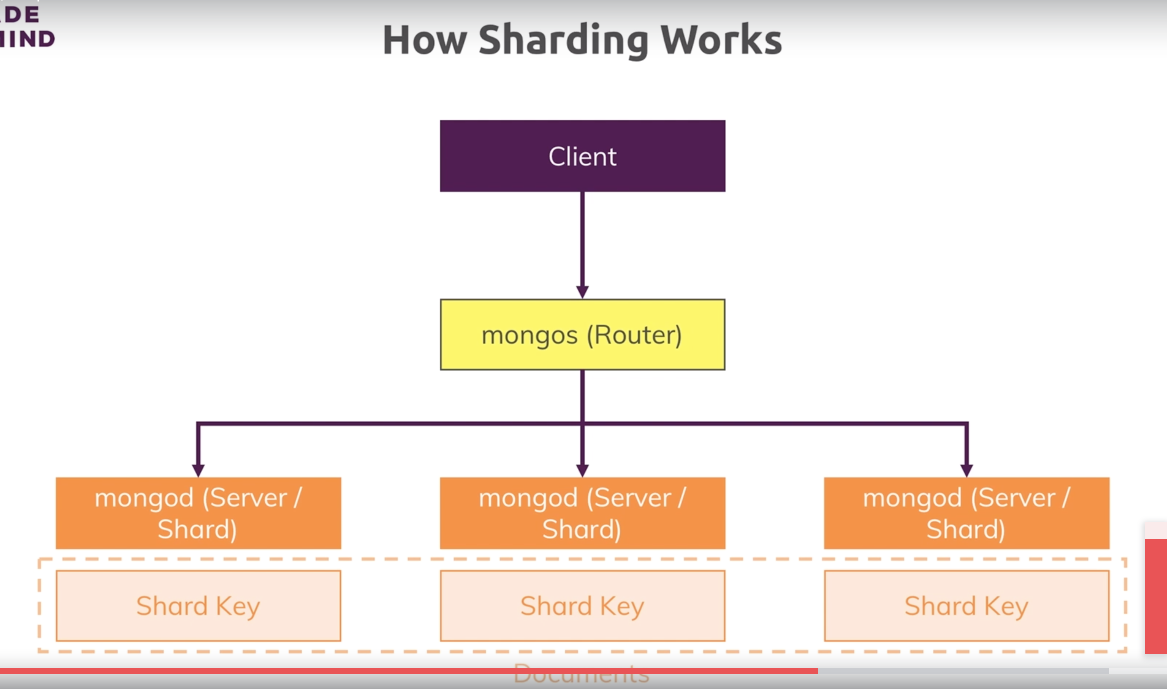 DE
IIND
How Sharding Works
Client
mongos (Router)
mongod (Server /
Shard)
mongod (Server /
Shard)
mongod (Server /
Shard)
Shard Key
Shard Key
Shard Key
Documents